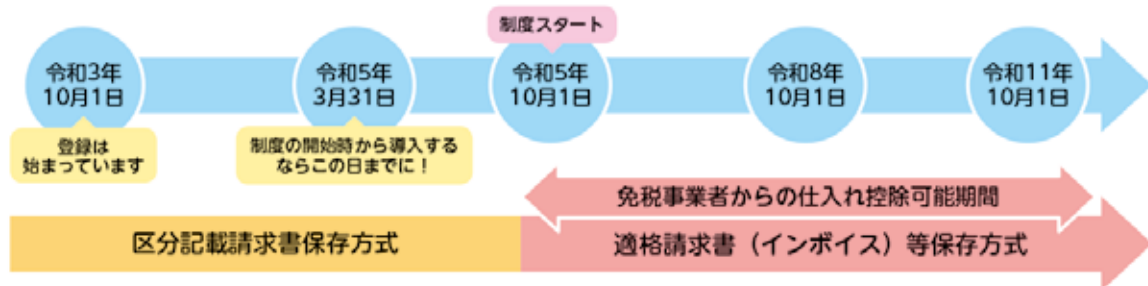 制度スタート
令和3年
10月1日
令和5年
3月31日
令和5年
10月1日
令和8年
10月1日
令和11年
10月1日
登録は
始まっています
制度の開始時から導入する
ならこの日までに！
免税事業者からの仕入れ控除可能期間
区分記載請求書保存方式
適格請求書（インボイス）等保存方式